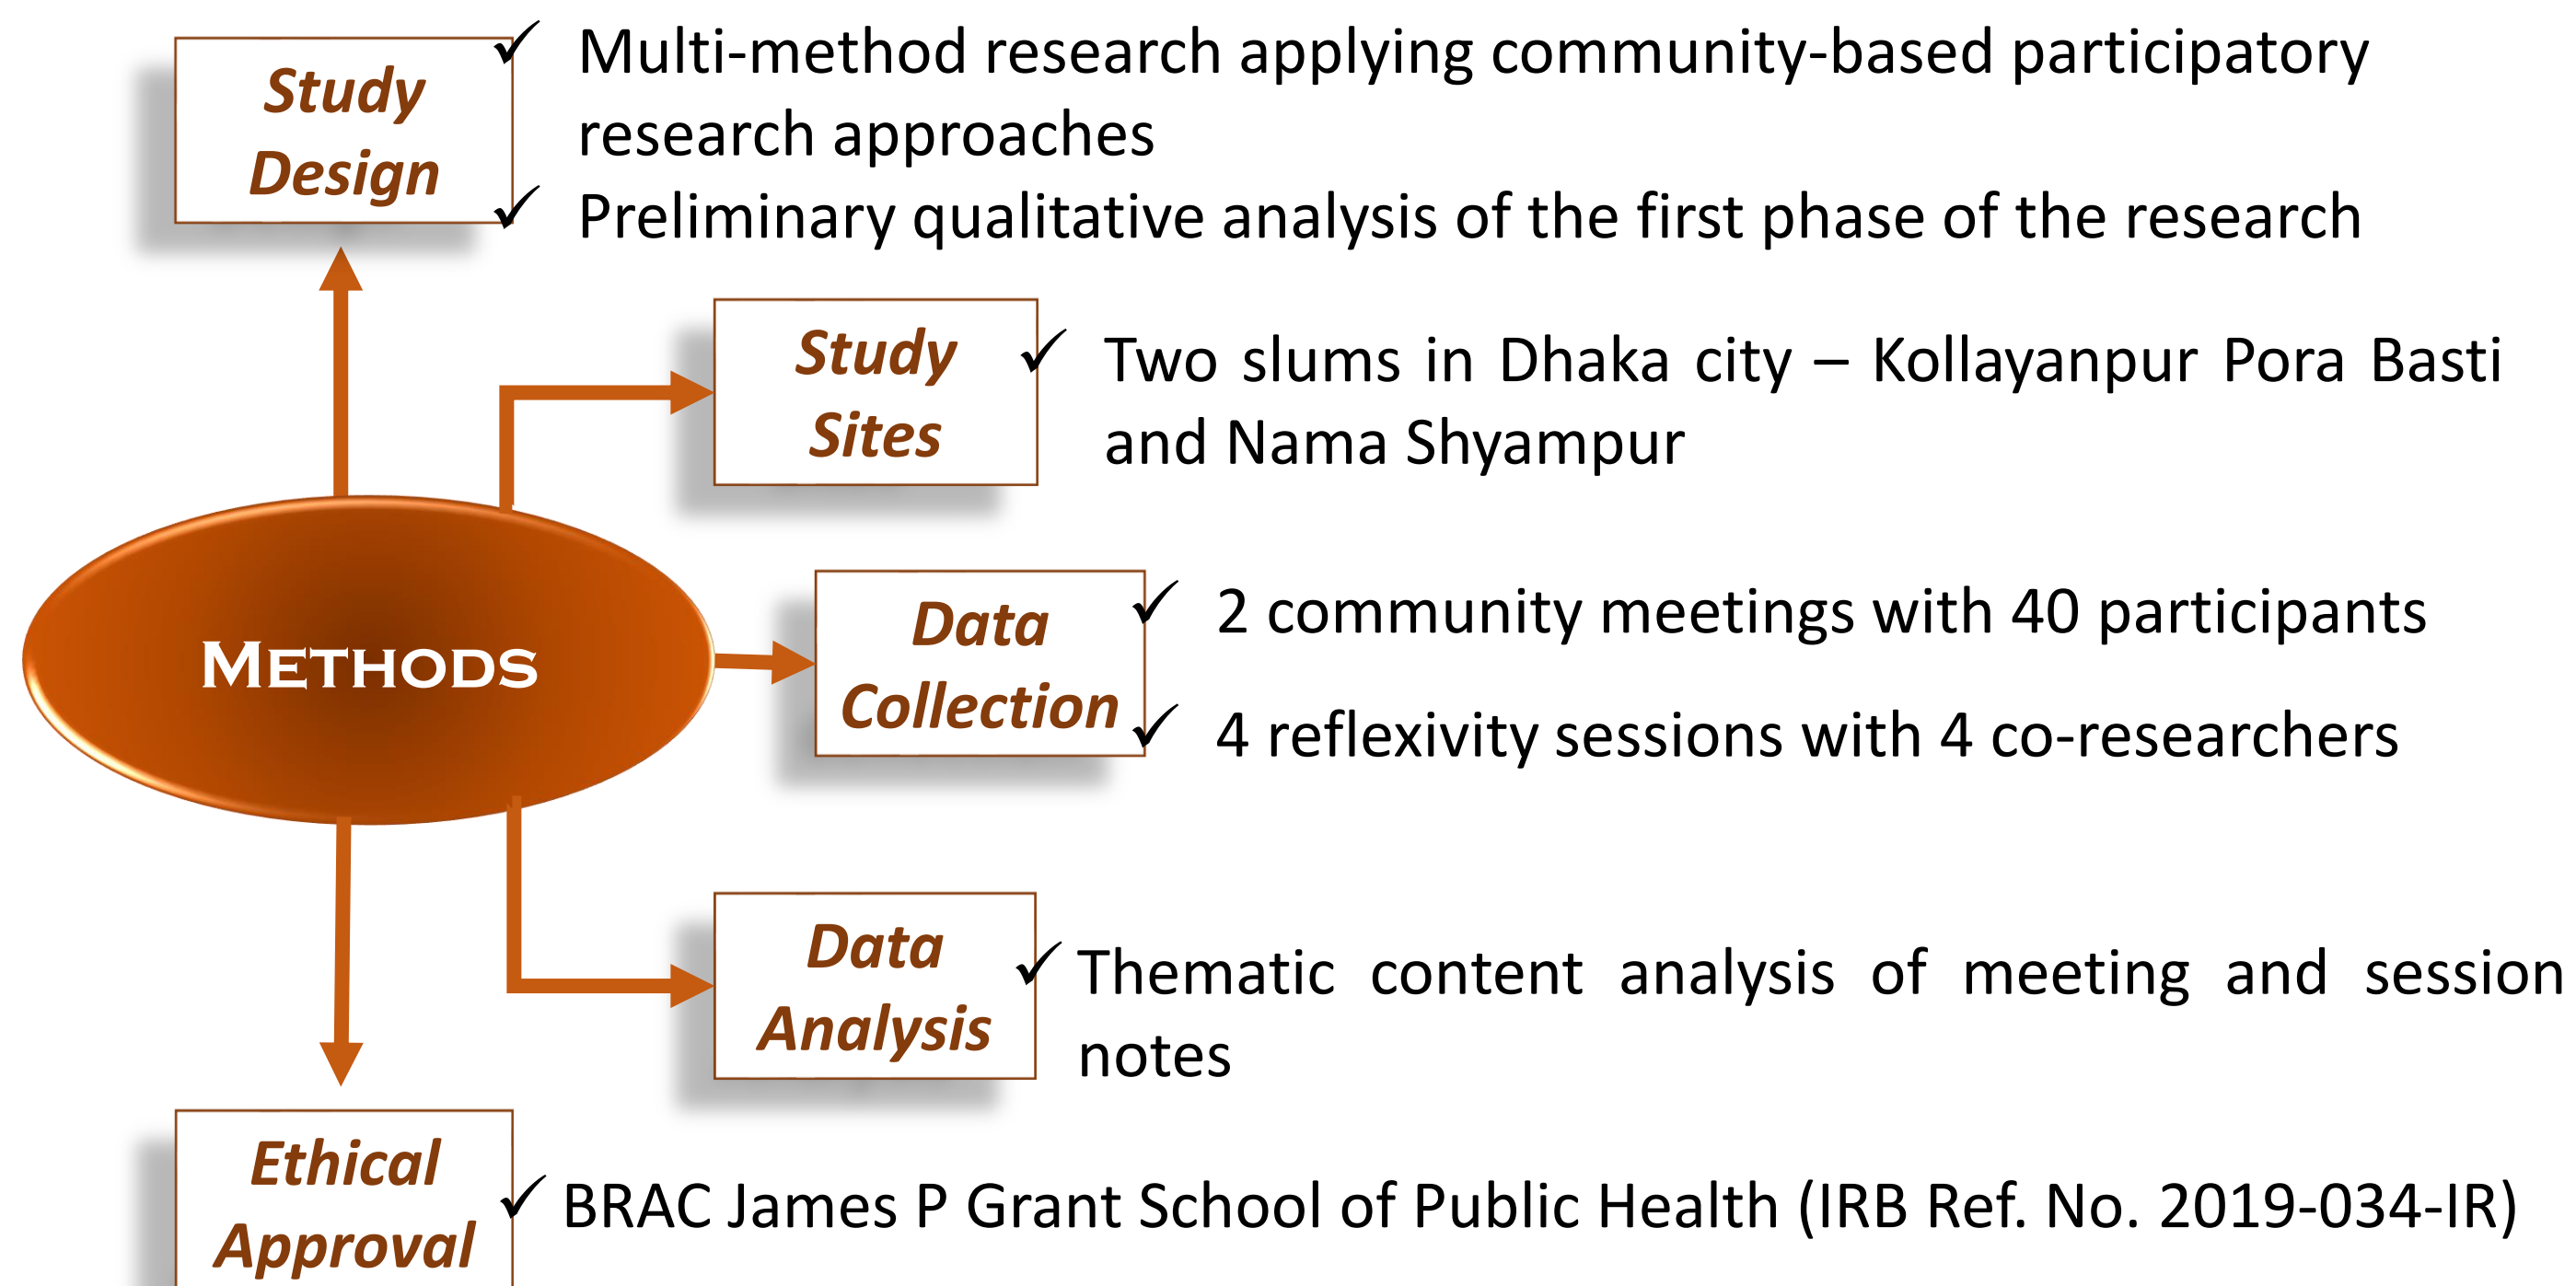 Study
Design
Multi-method research applying community-based participatory
research approaches
Preliminary qualitative analysis of the first phase of the research
Study
Sites
Two slums in Dhaka city – Kollayanpur Pora Basti
and Nama Shyampur
METHODS
Data
Collection
2 community meetings with 40 participants
4 reflexivity sessions with 4 co-researchers
Data
Analysis
Thematic content analysis of meeting and session
notes
Ethical
Approval
BRAC James P Grant School of Public Health (IRB Ref. No. 2019-034-IR)